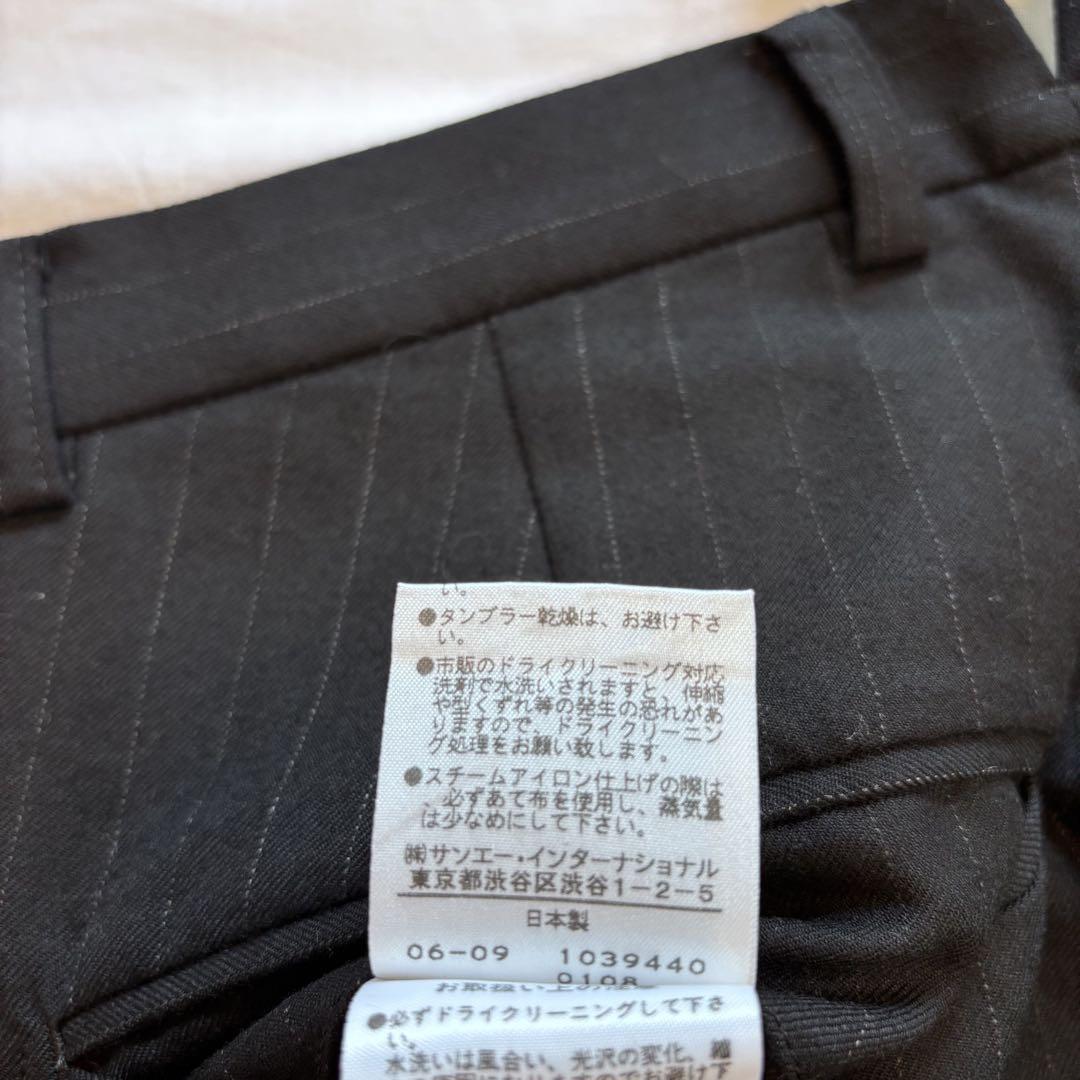 い。
●タンブラー乾燥は、お避け下さ
い。
●市販のドライクリーニング対応
洗剤で水洗いされますと、伸縮
や型くずれ等の発生の恐れがあ
りますので、ドライクリーニン
グ処理をお願い致します。
●スチームアイロン仕上げの際は
、必ずあて布を使用し、蒸気量
は少なめにして下さい。
㈱サンエー・インターナショナル
東京都渋谷区渋谷1-2-5
日本製
06-09 1039440
0108
お取扱い上の
●必ずドライクリーニングして下さ
い。
水洗いは風合い、光沢の変化、縮